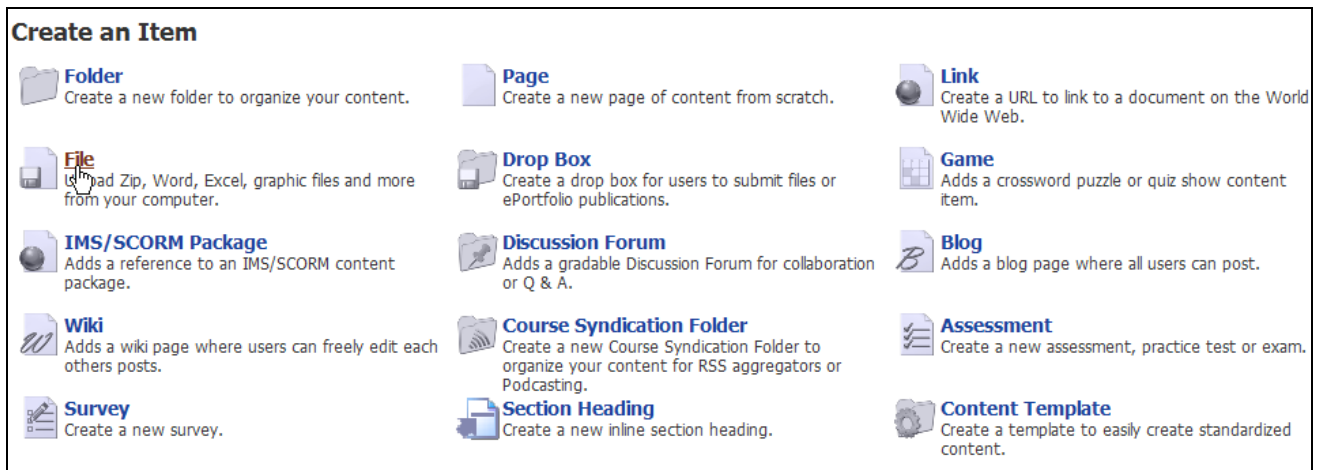 Create an Item
Folder
Create a new folder to organize your content.
Page
Create a new page of content from scratch.
Link
Create a URL to link to a document on the World
Wide Web.
File
Upload Zip, Word, Excel, graphic files and more
from your computer.
Drop Box
Create a drop box for users to submit files or
ePortfolio publications.
Game
Adds a crossword puzzle or quiz show content
item.
IMS/SCORM Package
Adds a reference to an IMS/SCORM content
package.
Discussion Forum
Adds a gradable Discussion Forum for collaboration
or Q & A.
Blog
Adds a blog page where all users can post.
Wiki
Adds a wiki page where users can freely edit each
others posts.
Course Syndication Folder
Create a new Course Syndication Folder to
organize your content for RSS aggregators or
Podcasting.
Assessment
Create a new assessment, practice test or exam.
Survey
Create a new survey.
Section Heading
Create a new inline section heading.
Content Template
Create a template to easily create standardized
content.